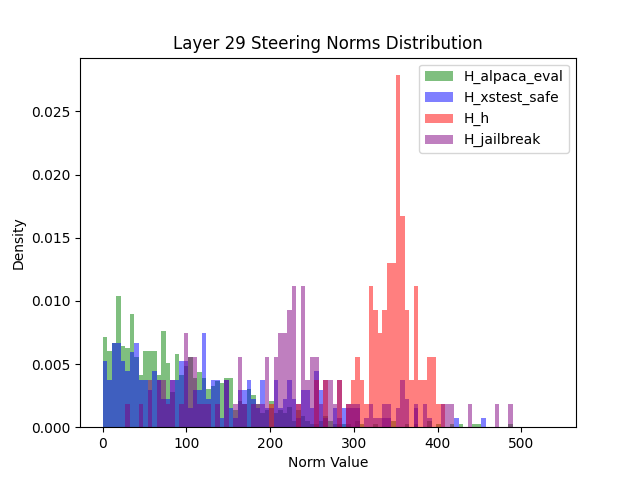 Layer 29 Steering Norms Distribution
H_alpaca_eval
H_xstest_safe
H_h
H_jailbreak
Density
0.025
0.020
0.015
0.010
0.005
0.000
0 100 200 300 400 500
Norm Value